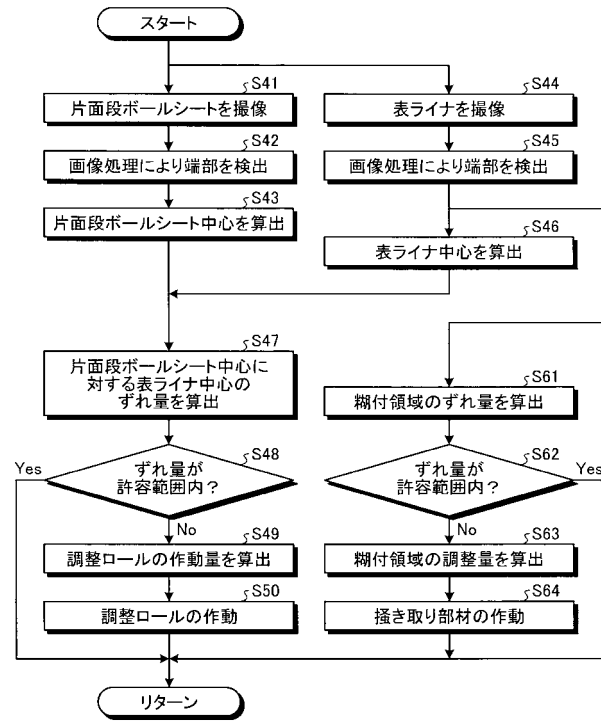 スタート
S41
片面段ボールシートを撮像
S42
画像処理により端部を検出
S43
片面段ボールシート中心を算出
S44
表ライナを撮像
S45
画像処理により端部を検出
S46
表ライナ中心を算出
S47
片面段ボールシート中心に
対する表ライナ中心の
ずれ量を算出
S48
ずれ量が
許容範囲内？
Yes
No
S49
調整ロールの作動量を算出
S50
調整ロールの作動
S61
糊付領域のずれ量を算出
S62
ずれ量が
許容範囲内？
Yes
No
S63
糊付領域の調整量を算出
S64
掻き取り部材の作動
リターン